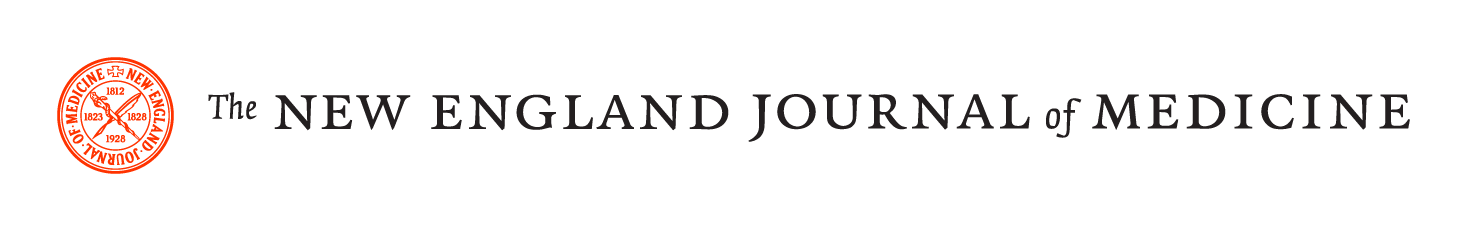 NEW·ENGLAND·JOURNAL·OF·MEDICINE
1812
1823 1828
1928
The NEW ENGLAND JOURNAL of MEDICINE